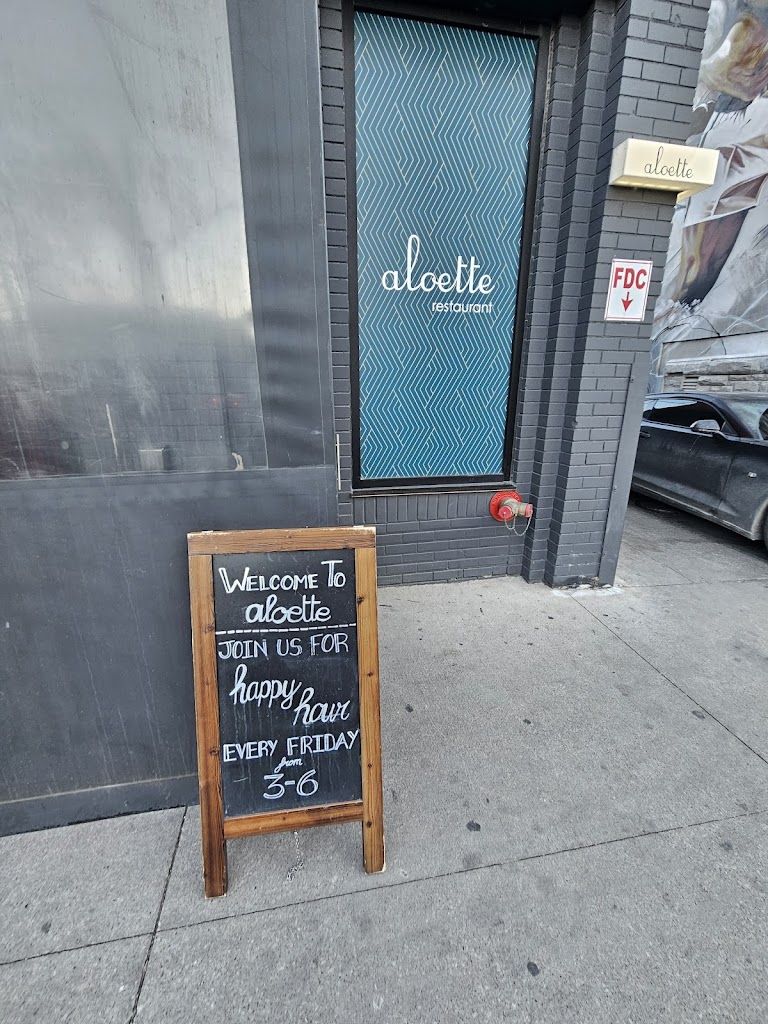 aloette
restaurant
aloette
FDC
Welcome To
aloette
Join us for
happy
hour
Every Friday
from
3-6